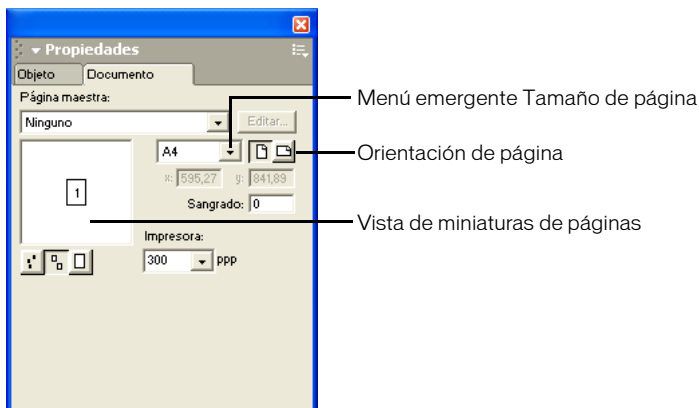 Propiedades
Objeto Documento
Página maestra:
Ninguno Editar...
Menú emergente Tamaño de página
A4
Orientación de página
x: 595,27 y: 841,89
1
Sangrado: 0
Vista de miniaturas de páginas
Impresora:
300 ppp